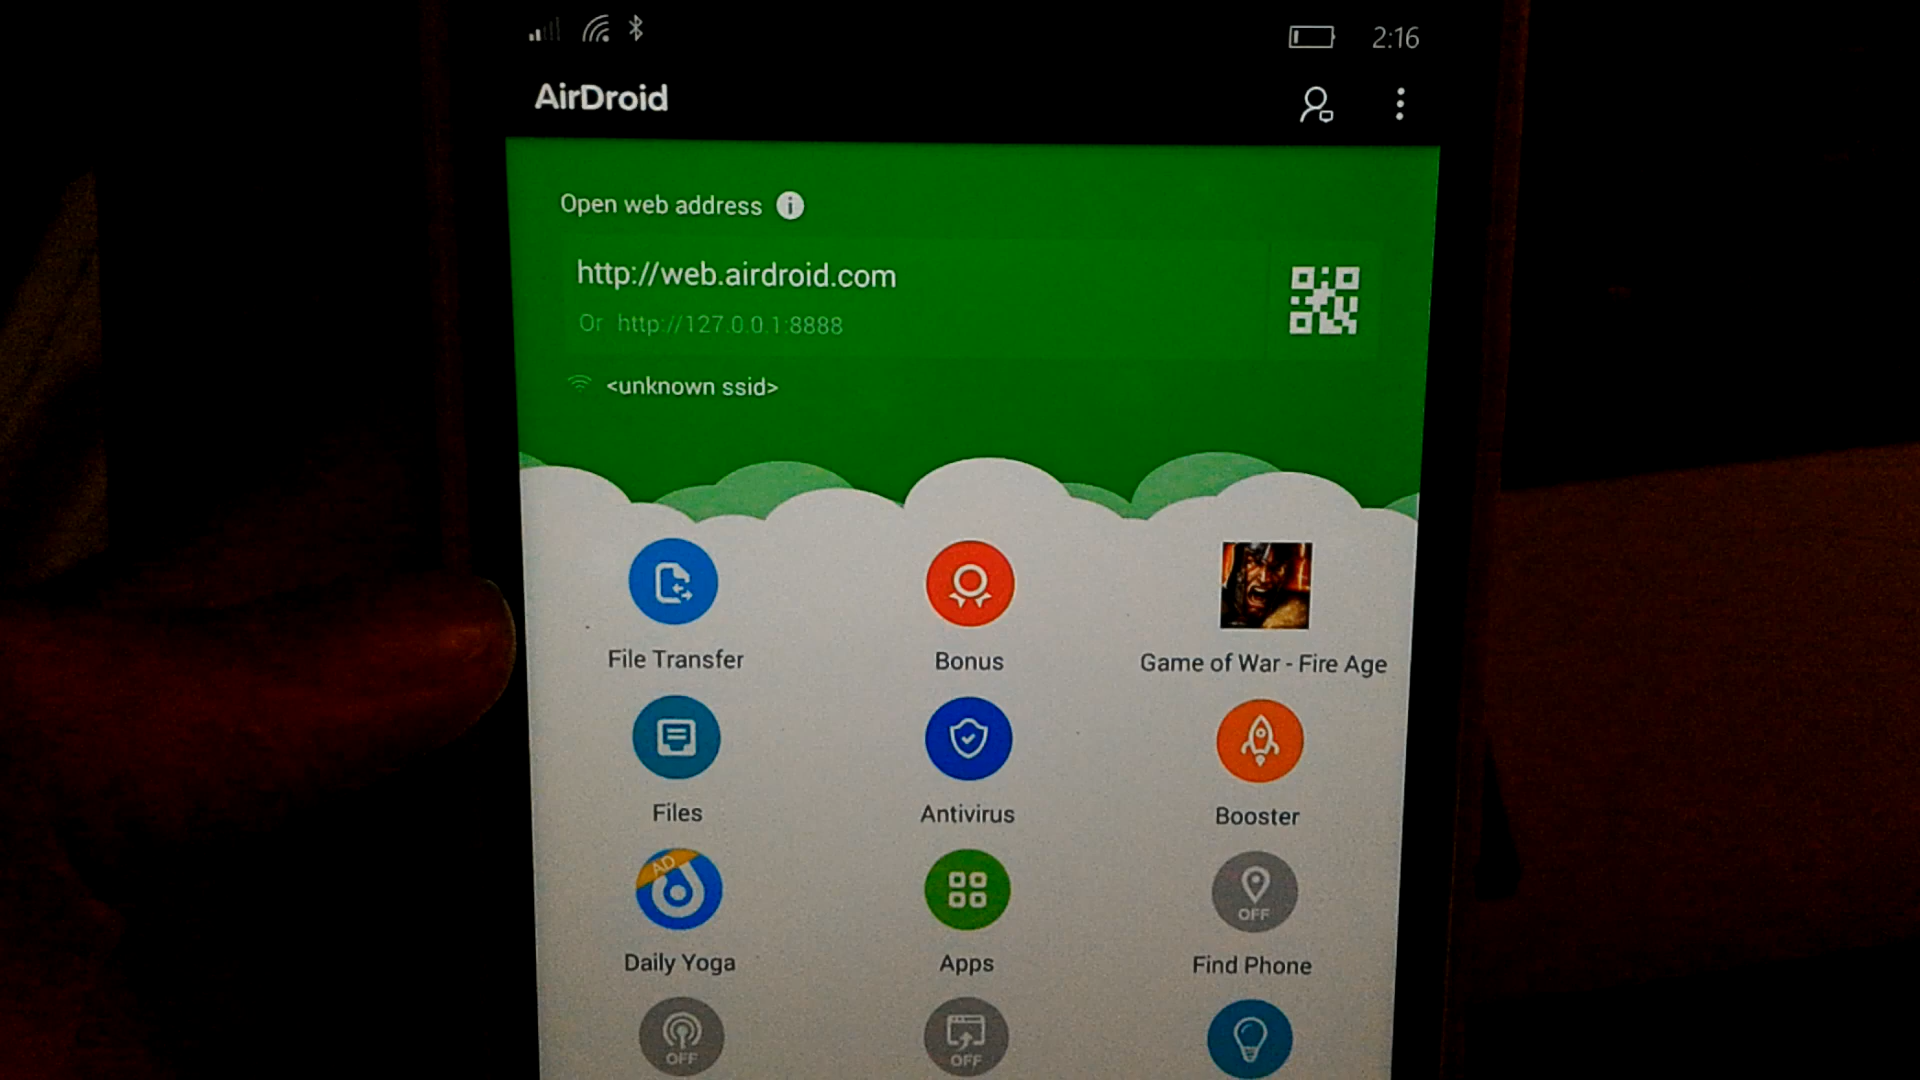 2:16
AirDroid
Open web address
http://web.airdroid.com
Or http://127.0.0.1:8888
<unknown ssid>
File Transfer
Bonus
Game of War - Fire Age
Files
Antivirus
Booster
AD
OFF
Daily Yoga
Apps
Find Phone
OFF
OFF